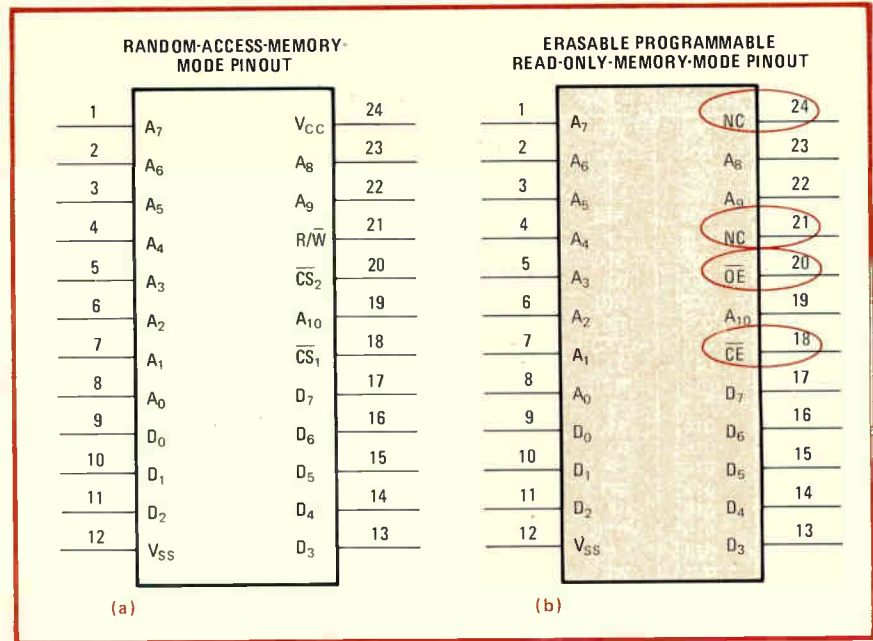 RANDOM-ACCESS-MEMORY-
MODE PINOUT
1 A7 VCC 24
2 A6 A8 23
3 A5 A9 22
4 A4 R/W̅ 21
5 A3 C̅S̅2 20
6 A2 A10 19
7 A1 C̅S̅1 18
8 A0 D7 17
9 D0 D6 16
10 D1 D5 15
11 D2 D4 14
12 VSS D3 13
(a)
ERASABLE PROGRAMMABLE
READ-ONLY-MEMORY-MODE PINOUT
1 A7 NC 24
2 A6 A8 23
3 A5 A9 22
4 A4 NC 21
5 A3 O̅E̅ 20
6 A2 A10 19
7 A1 C̅E̅ 18
8 A0 D7 17
9 D0 D6 16
10 D1 D5 15
11 D2 D4 14
12 VSS D3 13
(b)